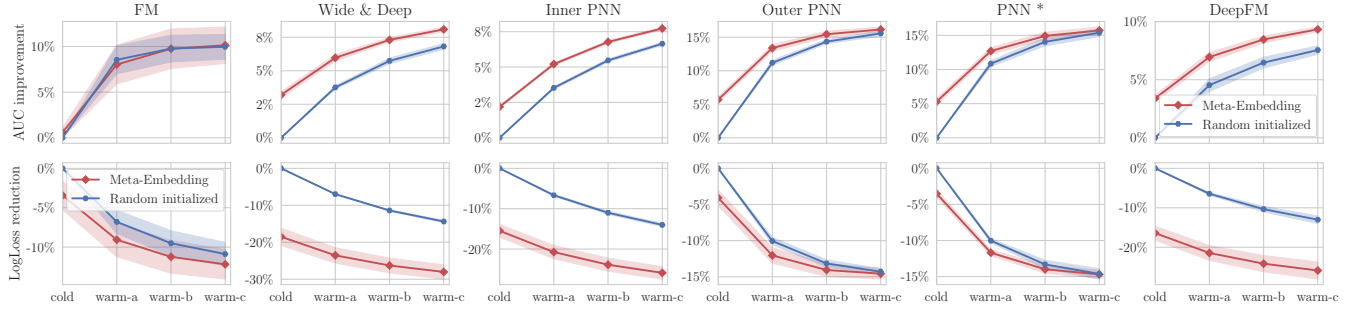 FM
Wide & Deep
Inner PNN
Outer PNN
PNN *
DeepFM
AUC improvement
10%
5%
0%
8%
5%
2%
0%
8%
5%
2%
0%
15%
10%
5%
0%
15%
10%
5%
0%
10%
5%
0%
Meta-Embedding
Random initialized
LogLoss reduction
0%
-5%
-10%
Meta-Embedding
Random initialized
0%
-10%
-20%
-30%
0%
-10%
-20%
0%
-5%
-10%
-15%
0%
-5%
-10%
-15%
0%
-10%
-20%
cold warm-a warm-b warm-c
cold warm-a warm-b warm-c
cold warm-a warm-b warm-c
cold warm-a warm-b warm-c
cold warm-a warm-b warm-c
cold warm-a warm-b warm-c